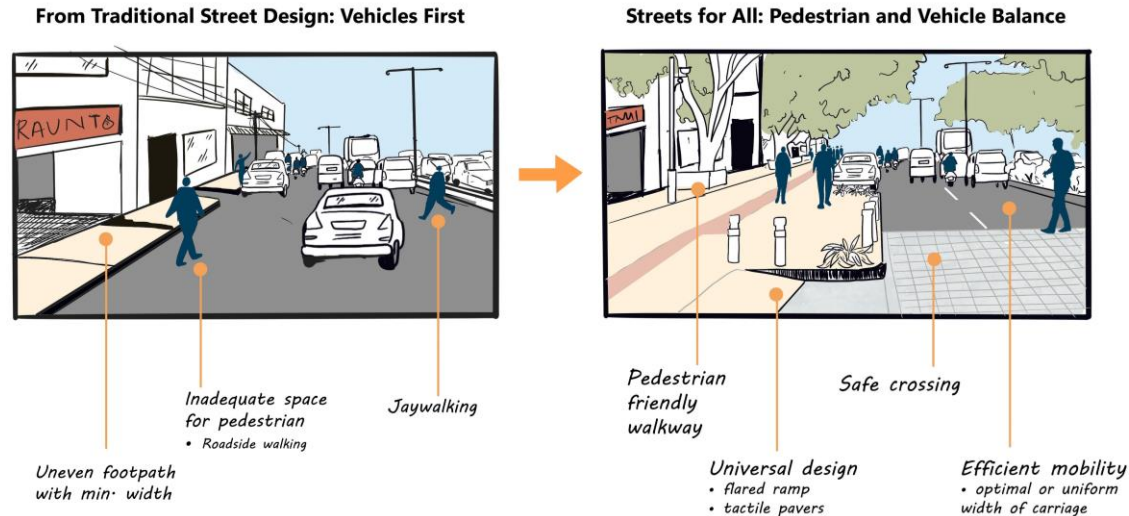 From Traditional Street Design: Vehicles First
Streets for All: Pedestrian and Vehicle Balance
RAUNT
TAMI
Uneven footpath
with min. width
Inadequate space
for pedestrian
• Roadside walking
Jaywalking
Pedestrian
friendly
walkway
Universal design
• flared ramp
• tactile pavers
Safe crossing
Efficient mobility
• optimal or uniform
width of carriage